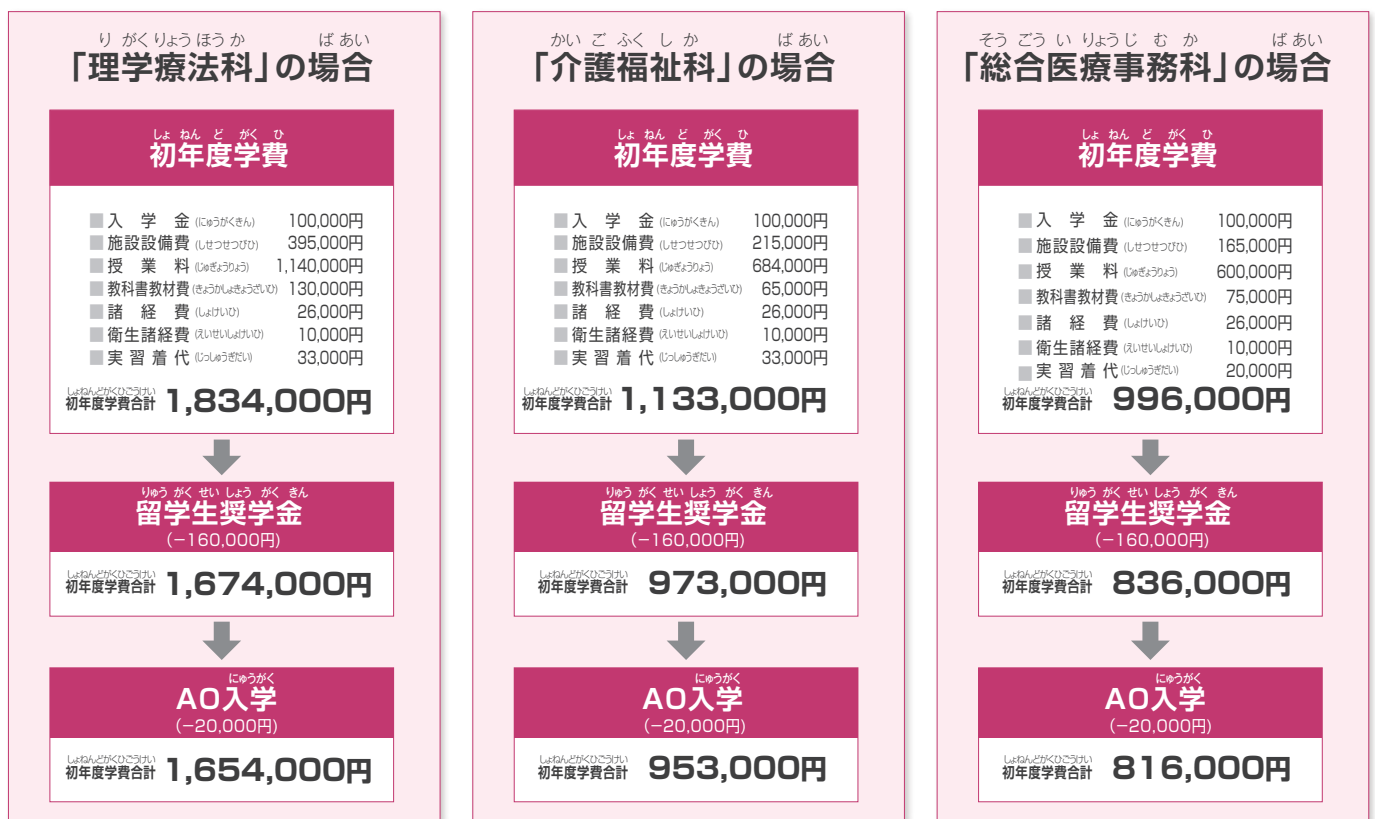 りがくりょうほうか ばあい
「理学療法科」の場合
しょねんどがくひ
初年度学費
■入学金(にゅうがくきん) 100,000円
■施設設備費(しせつせつびひ) 395,000円
■授業料(じゅぎょうりょう) 1,140,000円
■教科書教材費(きょうかしょきょうざいひ) 130,000円
■諸経費(しょけいひ) 26,000円
■衛生諸経費(えいせいしょけいひ) 10,000円
■実習着代(じっしゅうぎだい) 33,000円
しょねんどがくひごうけい
初年度学費合計 1,834,000円
りゅうがくせいしょうがくきん
留学生奨学金
(−160,000円)
しょねんどがくひごうけい
初年度学費合計 1,674,000円
にゅうがく
AO入学
(−20,000円)
しょねんどがくひごうけい
初年度学費合計 1,654,000円
かいごふくしか ばあい
「介護福祉科」の場合
しょねんどがくひ
初年度学費
■入学金(にゅうがくきん) 100,000円
■施設設備費(しせつせつびひ) 215,000円
■授業料(じゅぎょうりょう) 684,000円
■教科書教材費(きょうかしょきょうざいひ) 65,000円
■諸経費(しょけいひ) 26,000円
■衛生諸経費(えいせいしょけいひ) 10,000円
■実習着代(じっしゅうぎだい) 33,000円
しょねんどがくひごうけい
初年度学費合計 1,133,000円
りゅうがくせいしょうがくきん
留学生奨学金
(−160,000円)
しょねんどがくひごうけい
初年度学費合計 973,000円
にゅうがく
AO入学
(−20,000円)
しょねんどがくひごうけい
初年度学費合計 953,000円
そうごういりょうじむか ばあい
「総合医療事務科」の場合
しょねんどがくひ
初年度学費
■入学金(にゅうがくきん) 100,000円
■施設設備費(しせつせつびひ) 165,000円
■授業料(じゅぎょうりょう) 600,000円
■教科書教材費(きょうかしょきょうざいひ) 75,000円
■諸経費(しょけいひ) 26,000円
■衛生諸経費(えいせいしょけいひ) 10,000円
■実習着代(じっしゅうぎだい) 20,000円
しょねんどがくひごうけい
初年度学費合計 996,000円
りゅうがくせいしょうがくきん
留学生奨学金
(−160,000円)
しょねんどがくひごうけい
初年度学費合計 836,000円
にゅうがく
AO入学
(−20,000円)
しょねんどがくひごうけい
初年度学費合計 816,000円